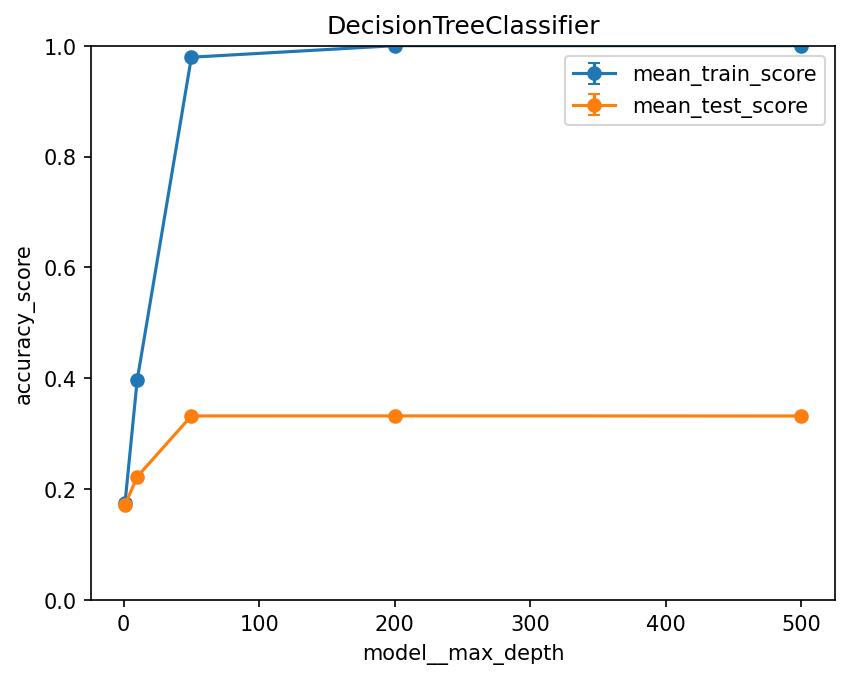 DecisionTreeClassifier
1.0
0.8
0.6
0.4
0.2
0.0
accuracy_score
mean_train_score
mean_test_score
0 100 200 300 400 500
model__max_depth